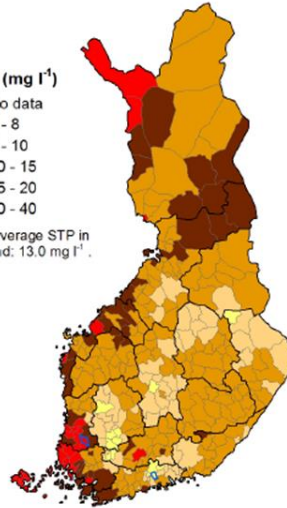 (mg l⁻¹)
o data
- 8
- 10
0 - 15
5 - 20
0 - 40
verage STP in
nd: 13.0 mg l⁻¹ .